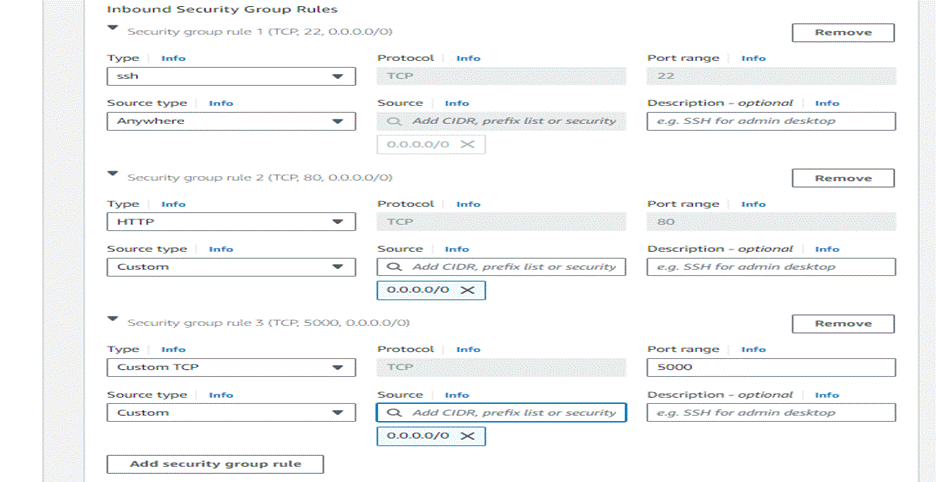 Inbound Security Group Rules
Security group rule 1 (TCP, 22, 0.0.0.0/0) Remove
Type Info Protocol Info Port range Info
ssh TCP 22
Source type Info Source Info Description - optional Info
Anywhere Add CIDR, prefix list or security e.g. SSH for admin desktop
0.0.0.0/0
Security group rule 2 (TCP, 80, 0.0.0.0/0) Remove
Type Info Protocol Info Port range Info
HTTP TCP 80
Source type Info Source Info Description - optional Info
Custom Add CIDR, prefix list or security e.g. SSH for admin desktop
0.0.0.0/0
Security group rule 3 (TCP, 5000, 0.0.0.0/0) Remove
Type Info Protocol Info Port range Info
Custom TCP TCP 5000
Source type Info Source Info Description - optional Info
Custom Add CIDR, prefix list or security e.g. SSH for admin desktop
0.0.0.0/0
Add security group rule